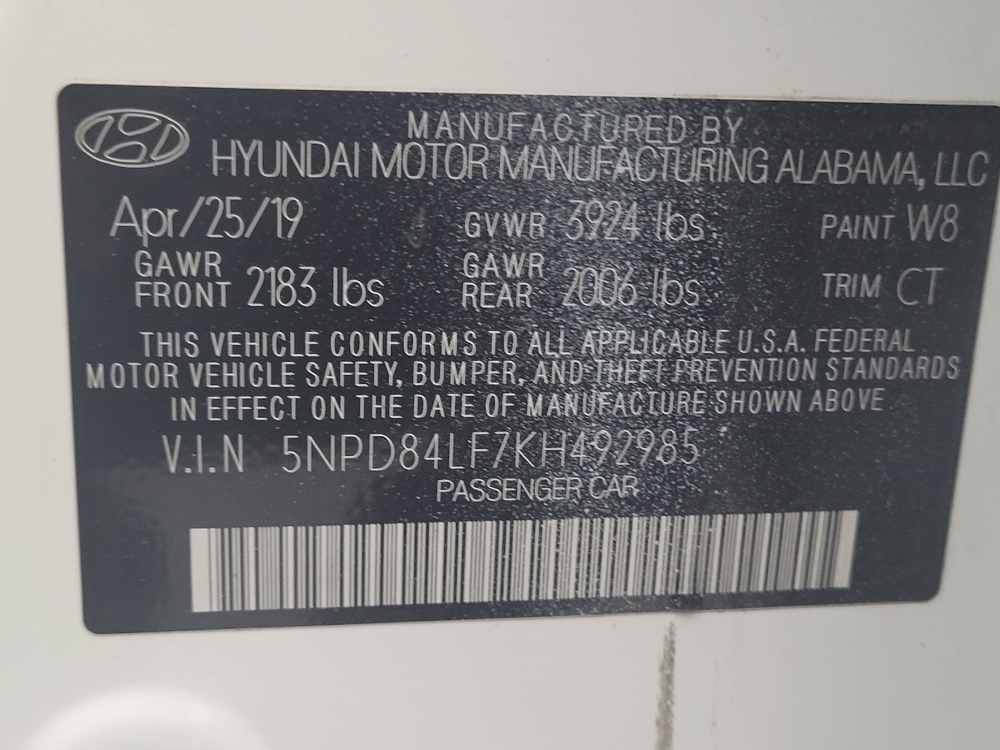 MANUFACTURED BY
HYUNDAI MOTOR MANUFACTURING ALABAMA, LLC
Apr/25/19 GVWR 3924 lbs. PAINT W8
GAWR FRONT 2183 lbs GAWR REAR 2006 lbs. TRIM CT
THIS VEHICLE CONFORMS TO ALL APPLICABLE U.S.A. FEDERAL
MOTOR VEHICLE SAFETY, BUMPER, AND THEFT PREVENTION STANDARDS
IN EFFECT ON THE DATE OF MANUFACTURE SHOWN ABOVE
V.I.N 5NPD84LF7KH492985
PASSENGER CAR